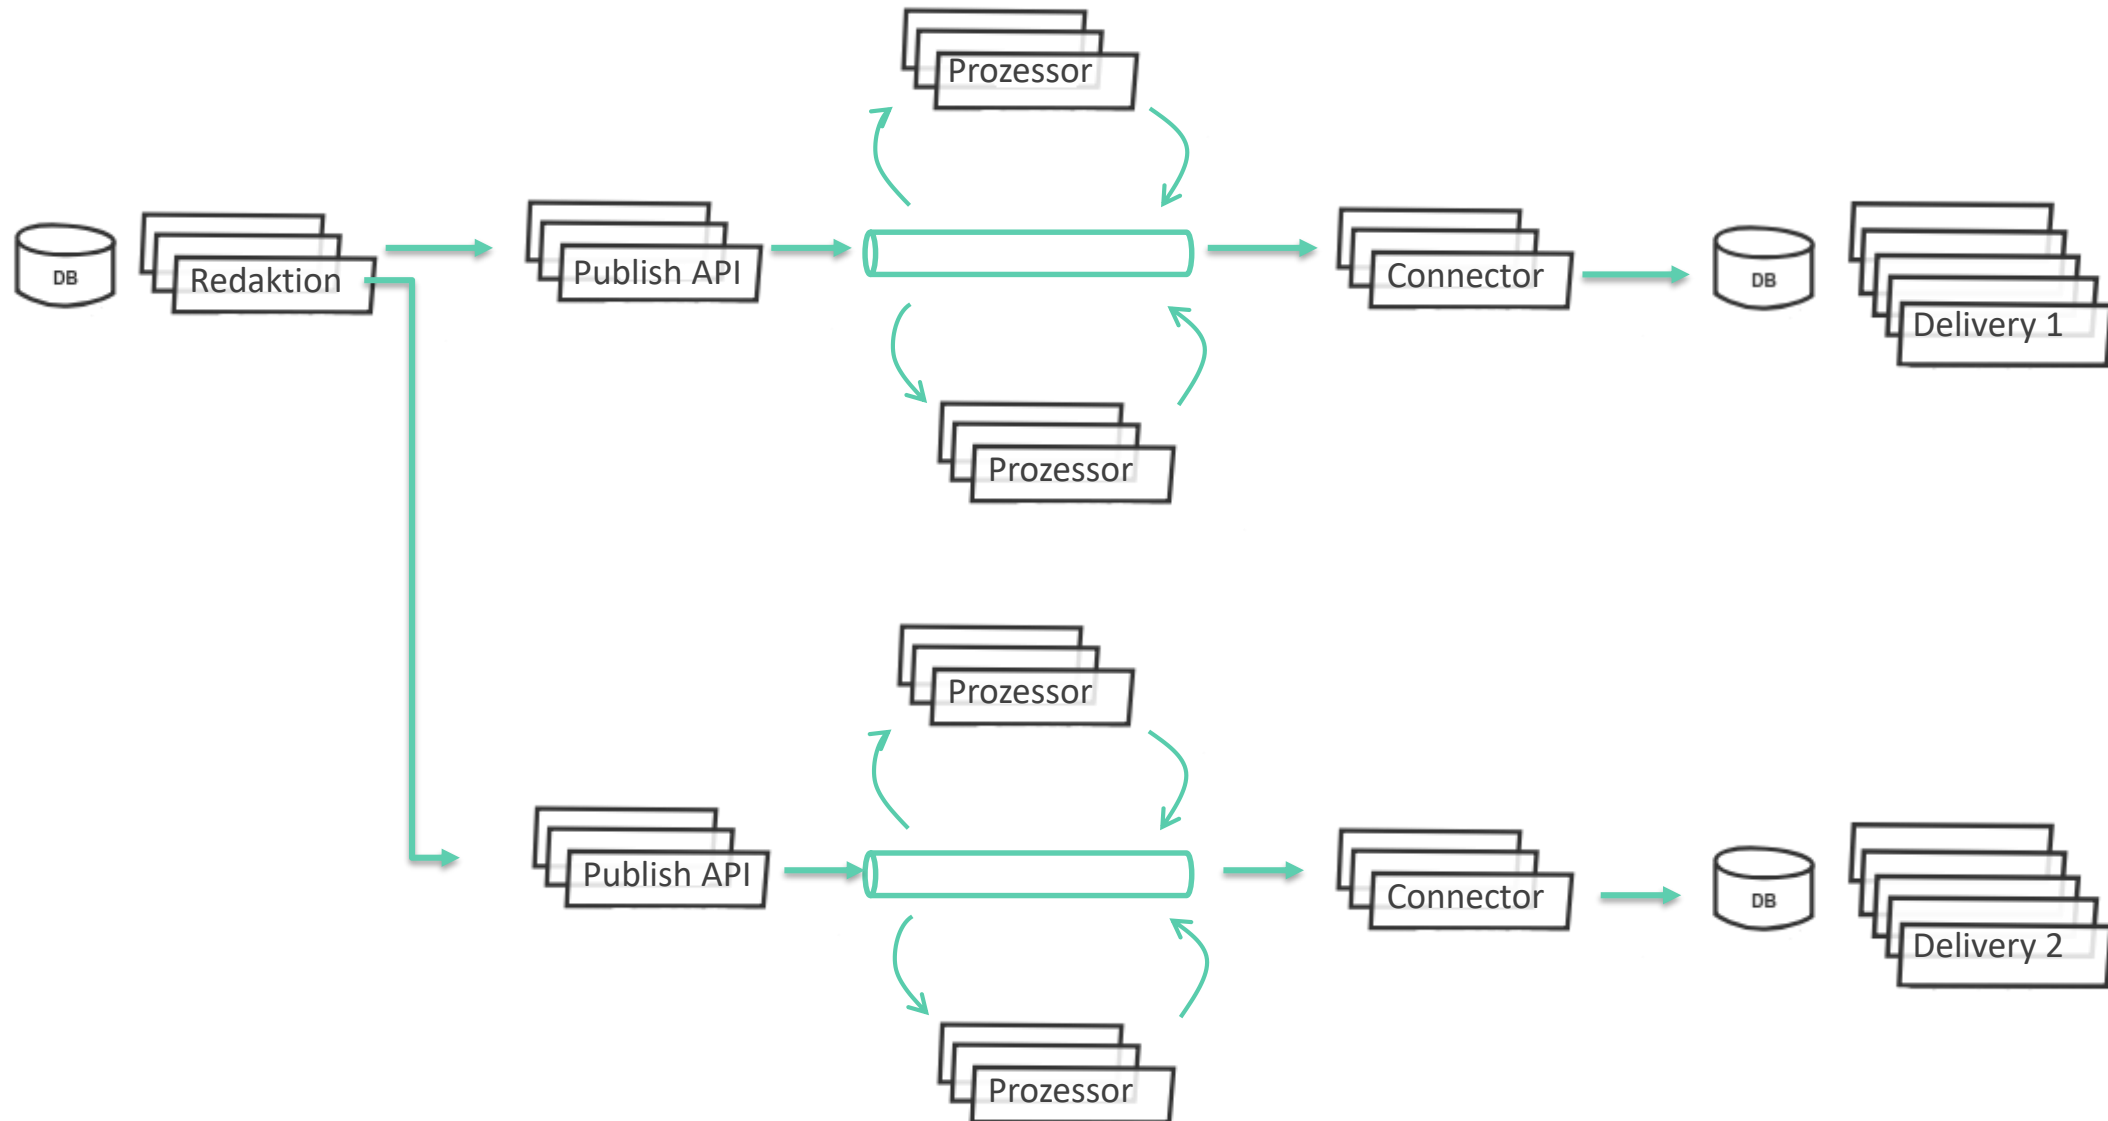 Prozessor
DB
Redaktion
Publish API
Connector
DB
Delivery 1
Prozessor
Prozessor
Publish API
Connector
DB
Delivery 2
Prozessor